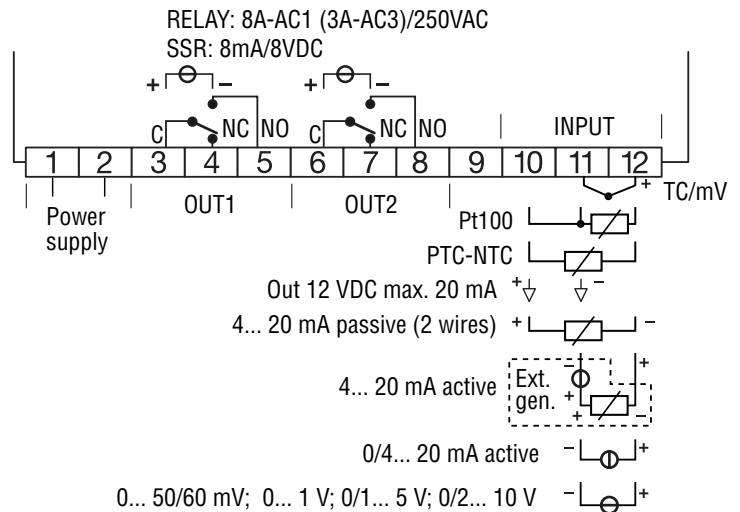 RELAY: 8A-AC1 (3A-AC3)/250VAC
SSR: 8mA/8VDC
+ – + –
C NC NO C NC NO INPUT
1 2 3 4 5 6 7 8 9 10 11 12
Power supply OUT1 OUT2 + TC/mV
Pt100
PTC-NTC
Out 12 VDC max. 20 mA + –
4... 20 mA passive (2 wires) + –
4... 20 mA active Ext. gen. – + + + –
0/4... 20 mA active – +
0... 50/60 mV; 0... 1 V; 0/1... 5 V; 0/2... 10 V – +